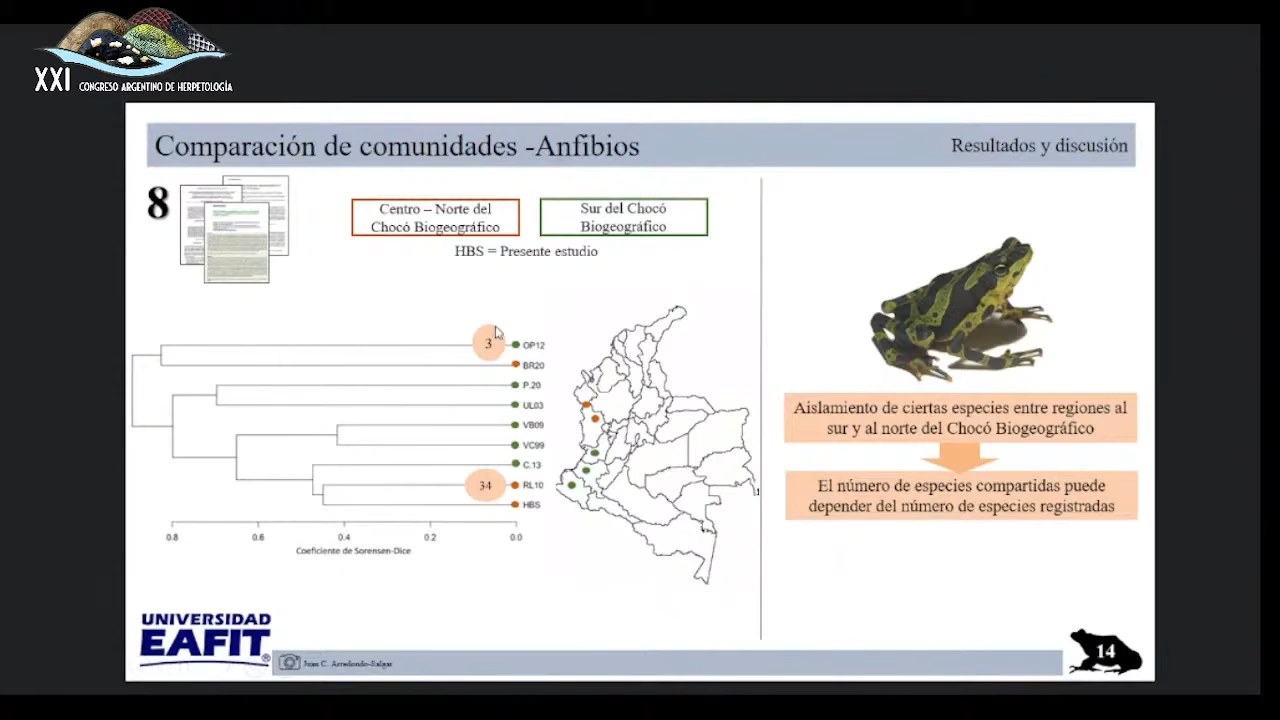 XXI CONGRESO ARGENTINO DE HERPETOLOGÍA
Comparación de comunidades -Anfibios
Resultados y discusión
8
Centro – Norte del
Chocó Biogeográfico
Sur del Chocó
Biogeográfico
HBS = Presente estudio
3
OP12
BR20
P.20
UL03
VB09
VC99
C.13
34
RL10
HBS
0.8 0.6 0.4 0.2 0.0
Coeficiente de Sorensen-Dice
Aislamiento de ciertas especies entre regiones al
sur y al norte del Chocó Biogeográfico
El número de especies compartidas puede
depender del número de especies registradas
UNIVERSIDAD
EAFIT®
Juan C. Arredondo-Salgar
14